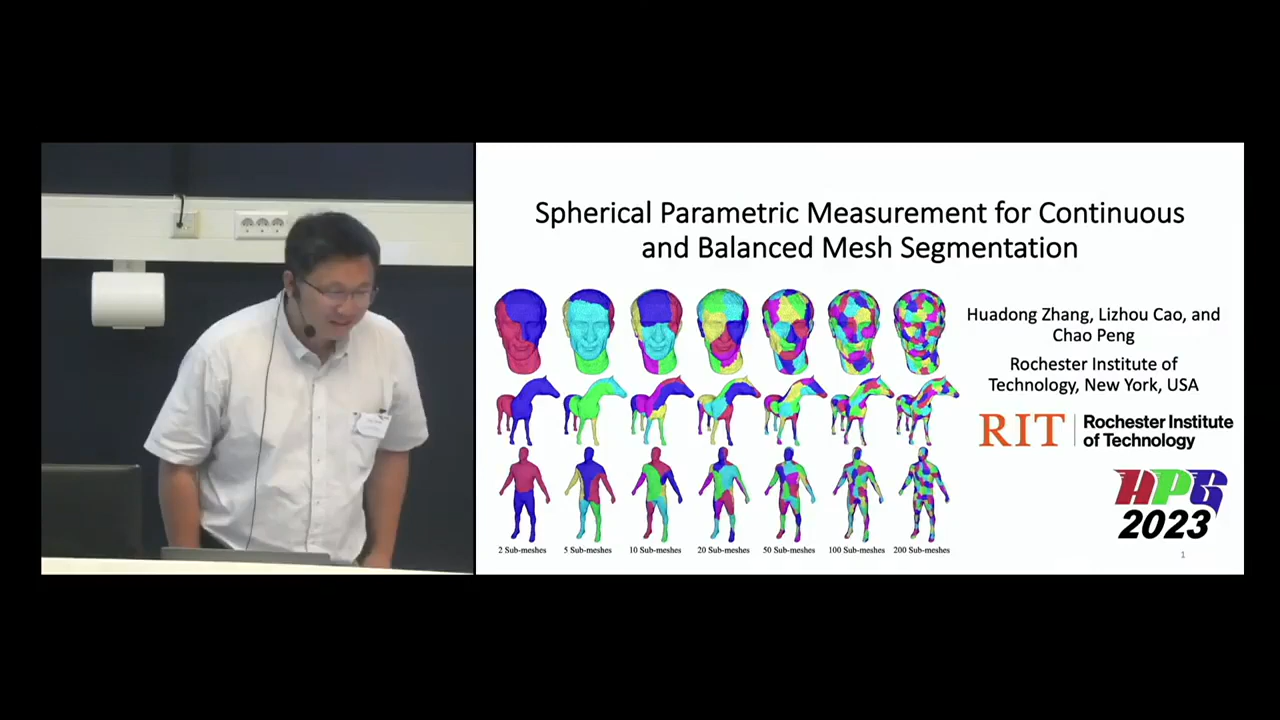 Spherical Parametric Measurement for Continuous
and Balanced Mesh Segmentation
Huadong Zhang, Lizhou Cao, and
Chao Peng
Rochester Institute of
Technology, New York, USA
RIT | Rochester Institute
of Technology
HPG
2023
2 Sub-meshes 5 Sub-meshes 10 Sub-meshes 20 Sub-meshes 50 Sub-meshes 100 Sub-meshes 200 Sub-meshes
1